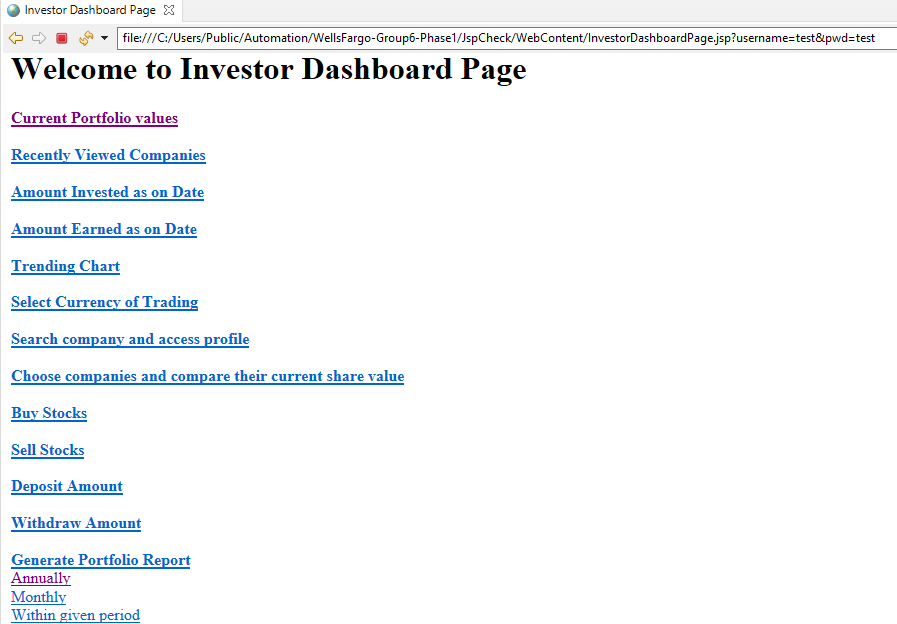 Investor Dashboard Page
file:///C:/Users/Public/Automation/WellsFargo-Group6-Phase1/JspCheck/WebContent/InvestorDashboardPage.jsp?username=test&pwd=test
Welcome to Investor Dashboard Page
Current Portfolio values
Recently Viewed Companies
Amount Invested as on Date
Amount Earned as on Date
Trending Chart
Select Currency of Trading
Search company and access profile
Choose companies and compare their current share value
Buy Stocks
Sell Stocks
Deposit Amount
Withdraw Amount
Generate Portfolio Report
Annually
Monthly
Within given period